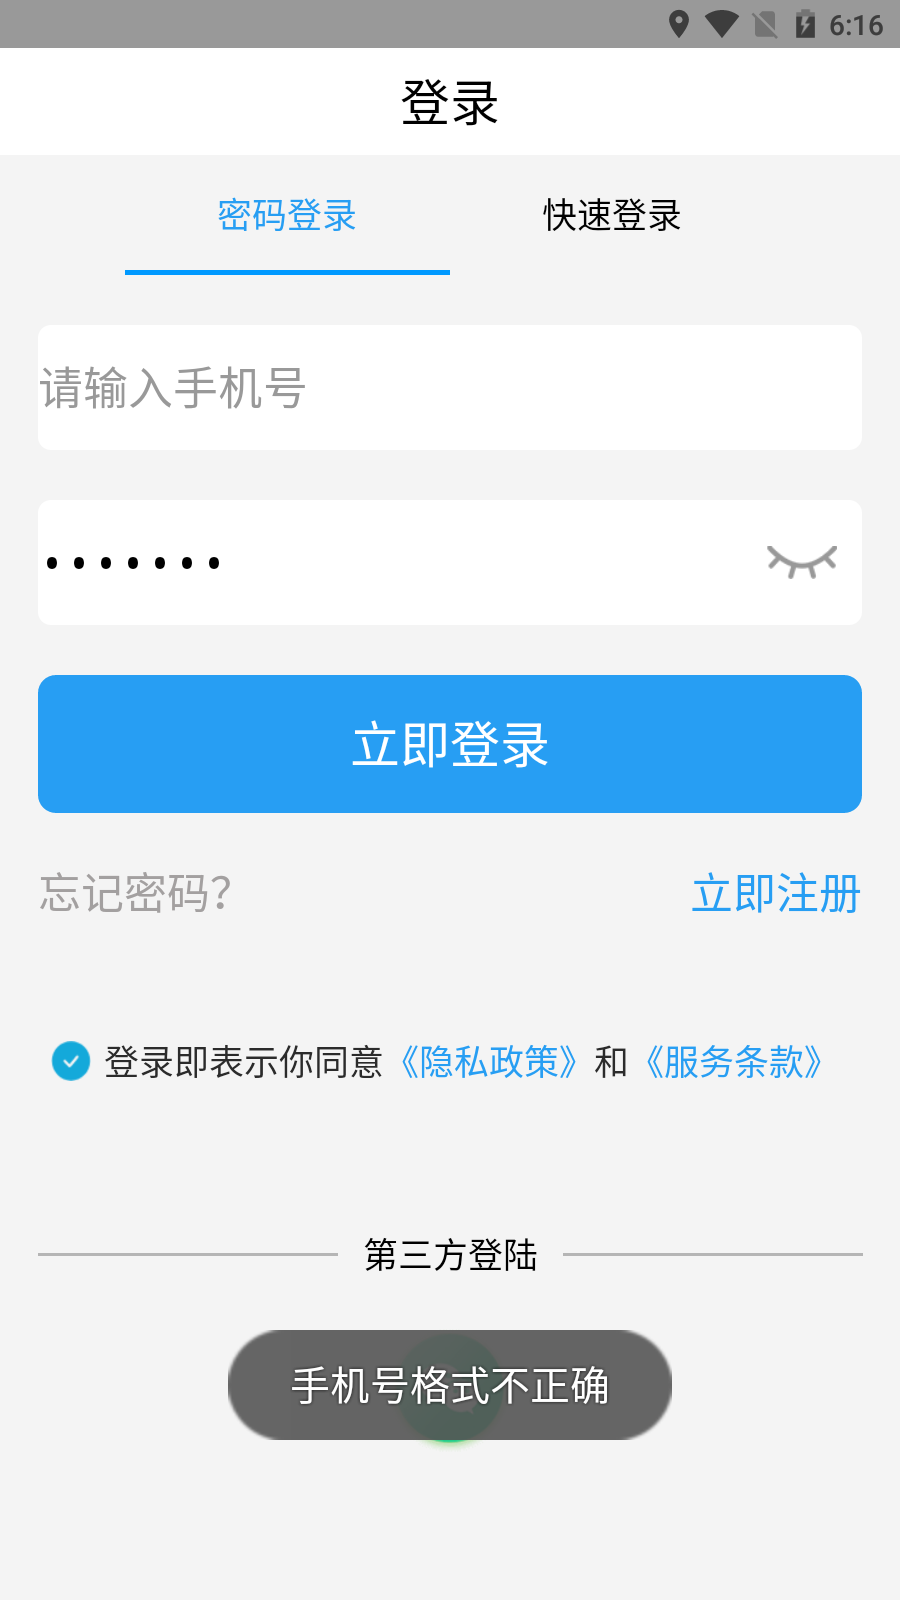 6:16
登录
密码登录
快速登录
请输入手机号
•••••••
立即登录
忘记密码?
立即注册
登录即表示你同意《隐私政策》和《服务条款》
第三方登陆
手机号格式不正确